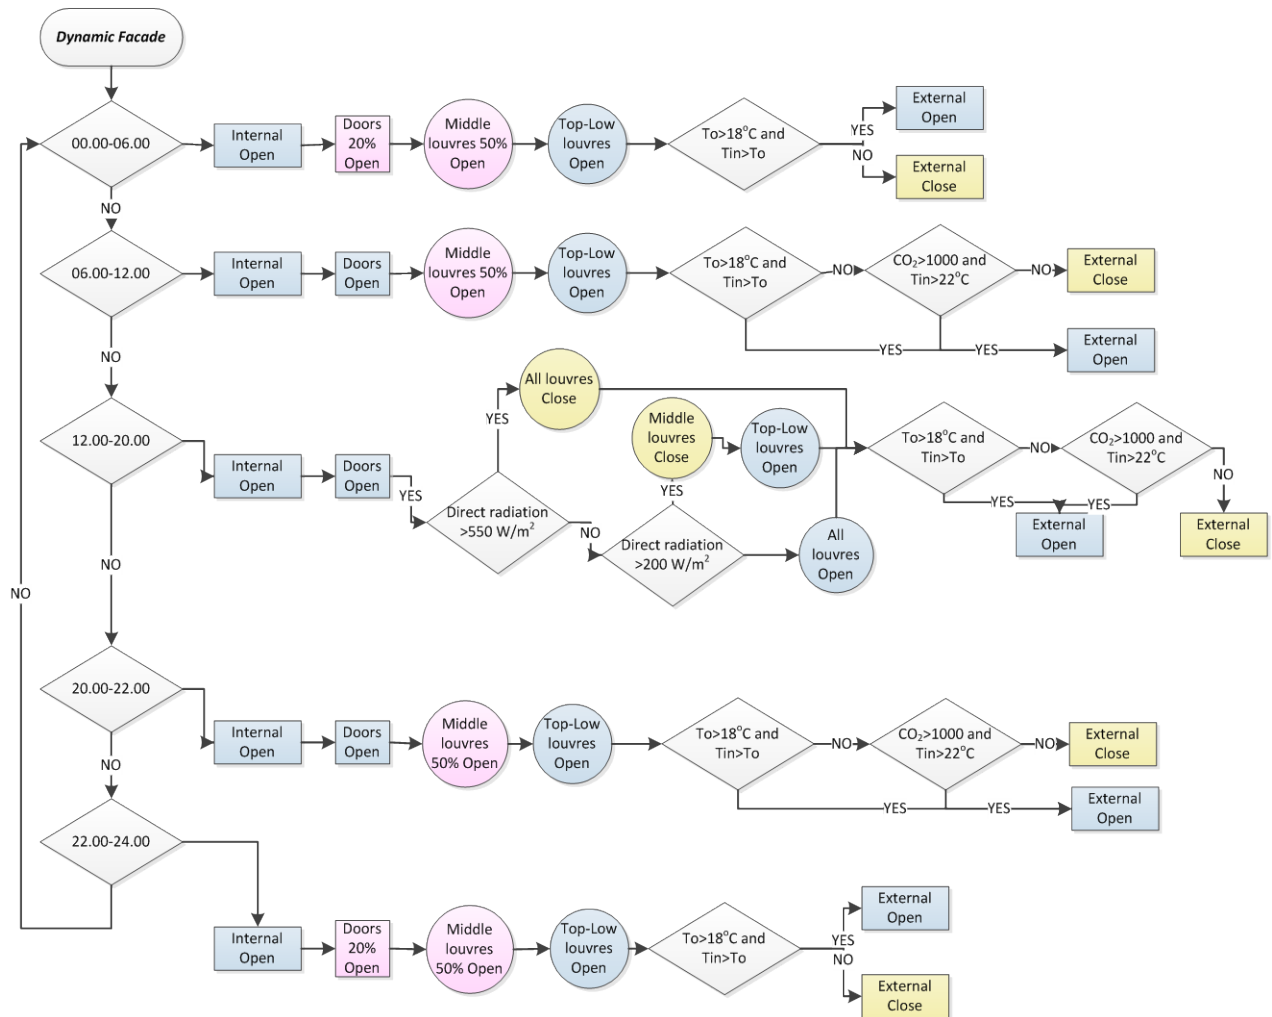 Dynamic Facade
00.00-06.00
Internal
Open
Doors
20%
Open
Middle
louvres 50%
Open
Top-Low
louvres
Open
To>18°C and
Tin>To
YES
NO
External
Open
External
Close
NO
06.00-12.00
Internal
Open
Doors
Open
Middle
louvres 50%
Open
Top-Low
louvres
Open
To>18°C and
Tin>To
NO
CO₂>1000 and
Tin>22°C
NO
External
Close
YES
YES
External
Open
NO
12.00-20.00
Internal
Open
Doors
Open
YES
Direct radiation
>550 W/m²
YES
All louvres
Close
NO
Direct radiation
>200 W/m²
YES
Middle
louvres
Close
Top-Low
louvres
Open
All
louvres
Open
To>18°C and
Tin>To
NO
CO₂>1000 and
Tin>22°C
YES
YES
External
Open
NO
External
Close
NO
NO
20.00-22.00
Internal
Open
Doors
Open
Middle
louvres
50% Open
Top-Low
louvres
Open
To>18°C and
Tin>To
NO
CO₂>1000 and
Tin>22°C
NO
External
Close
YES
YES
External
Open
NO
22.00-24.00
Internal
Open
Doors
20%
Open
Middle
louvres
50% Open
Top-Low
louvres
Open
To>18°C and
Tin>To
YES
NO
External
Open
External
Close